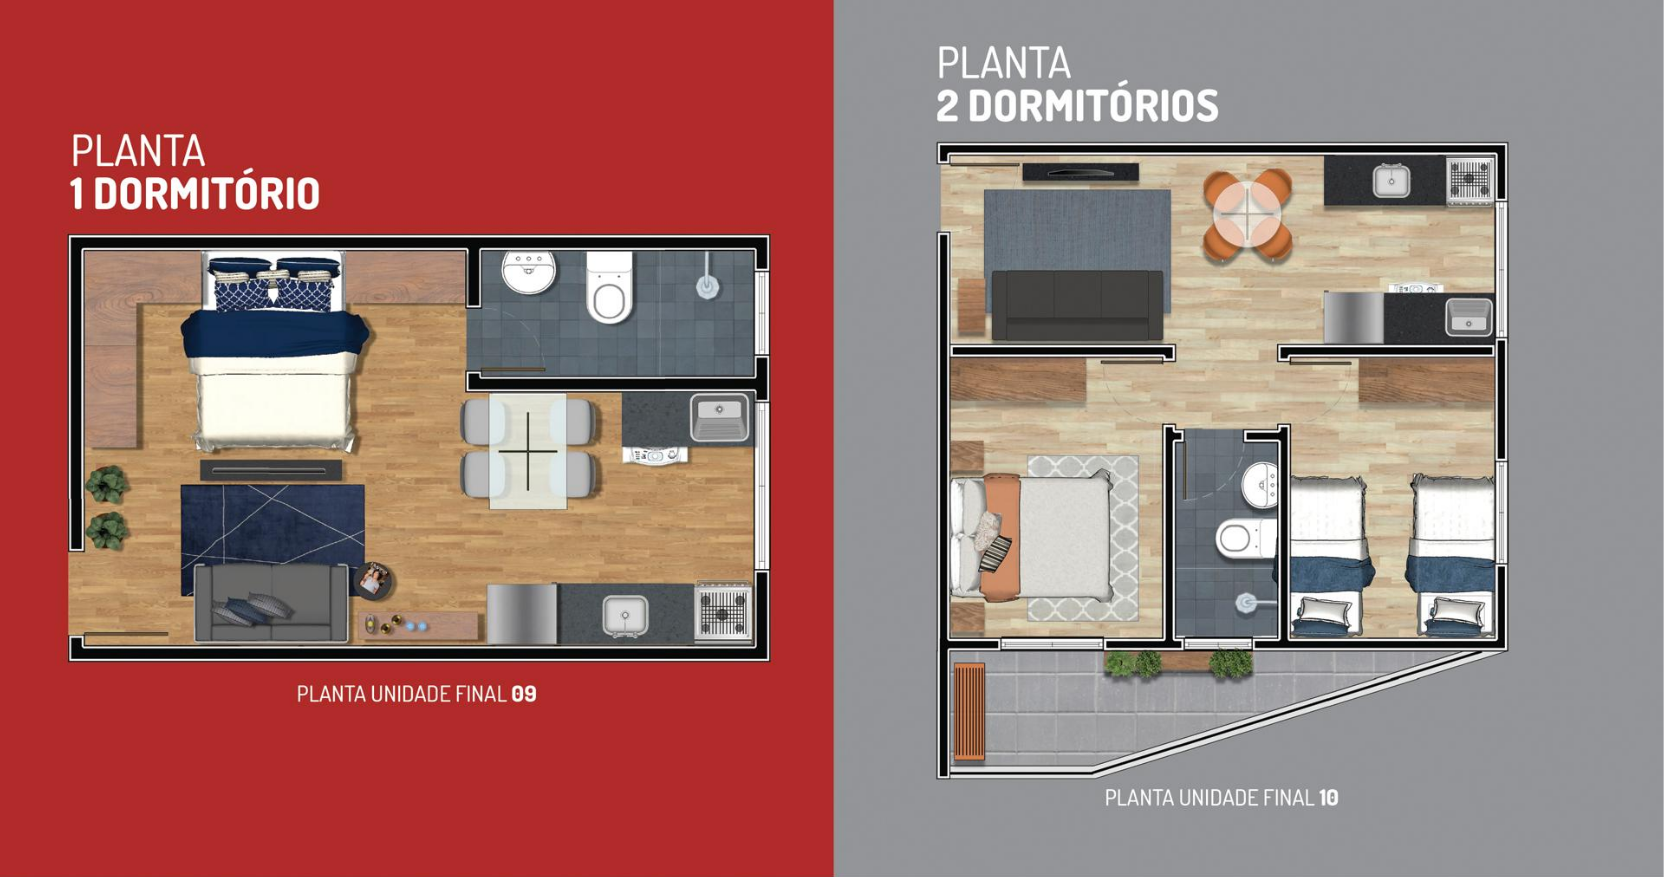 PLANTA
1 DORMITÓRIO
PLANTA UNIDADE FINAL 09
PLANTA
2 DORMITÓRIOS
PLANTA UNIDADE FINAL 10